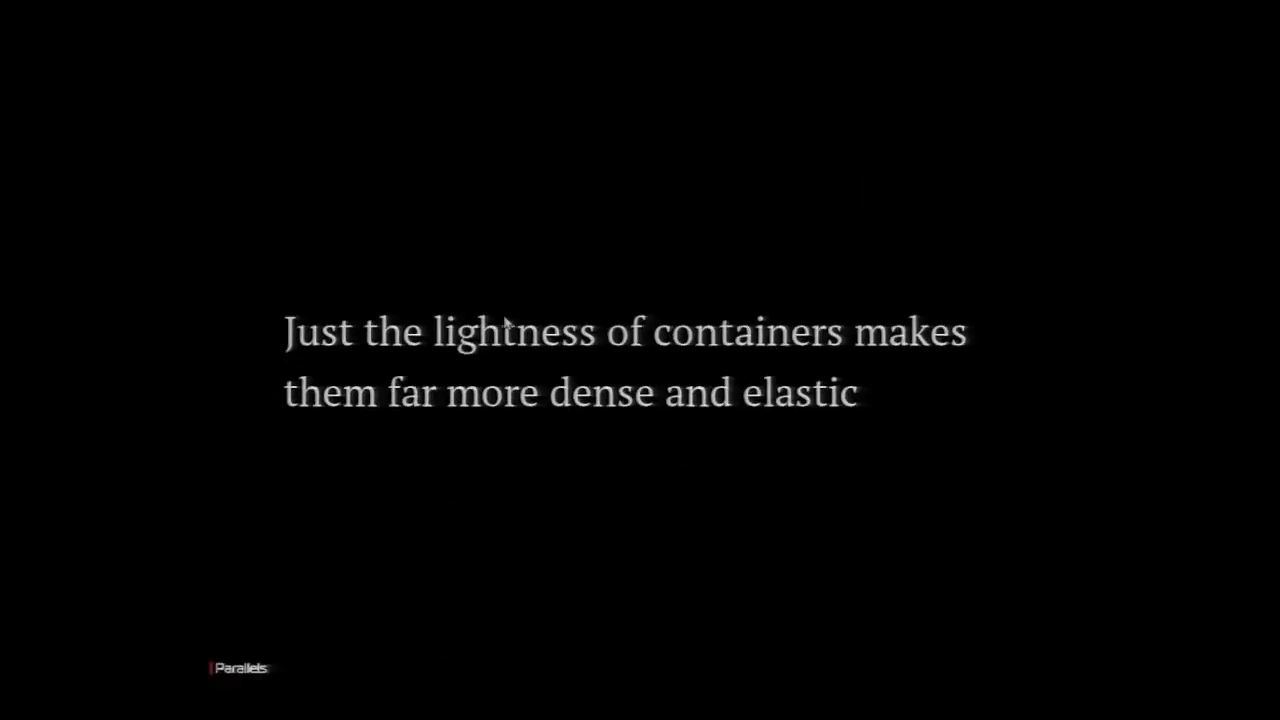 Just the lightness of containers makes
them far more dense and elastic
Parallels